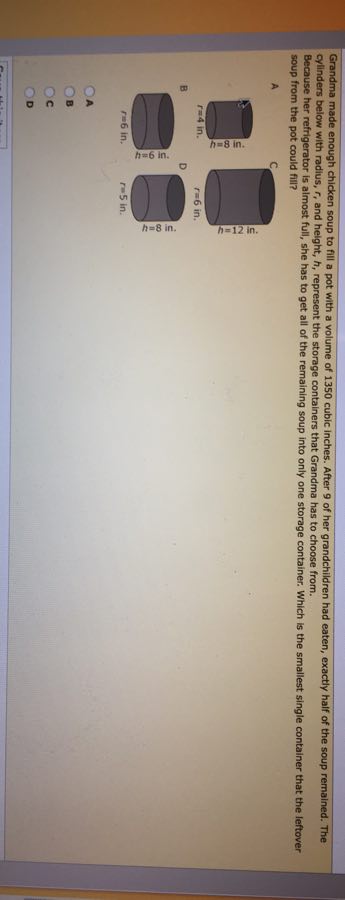 Grandma made enough chicken soup to fill a pot with a volume of 1350 cubic inches. After 9 of her grandchildren had eaten, exactly half of the soup remained. The
cylinders below with radius, r, and height, h, represent the storage containers that Grandma has to choose from.
Because her refrigerator is almost full, she has to get all of the remaining soup into only one storage container. Which is the smallest single container that the leftover
soup from the pot could fill?
A
C
h=8 in.
h=12 in.
r=4 in.
r=6 in.
B
D
h=6 in.
h=8 in.
r=6 in.
r=5 in.
A
B
C
D